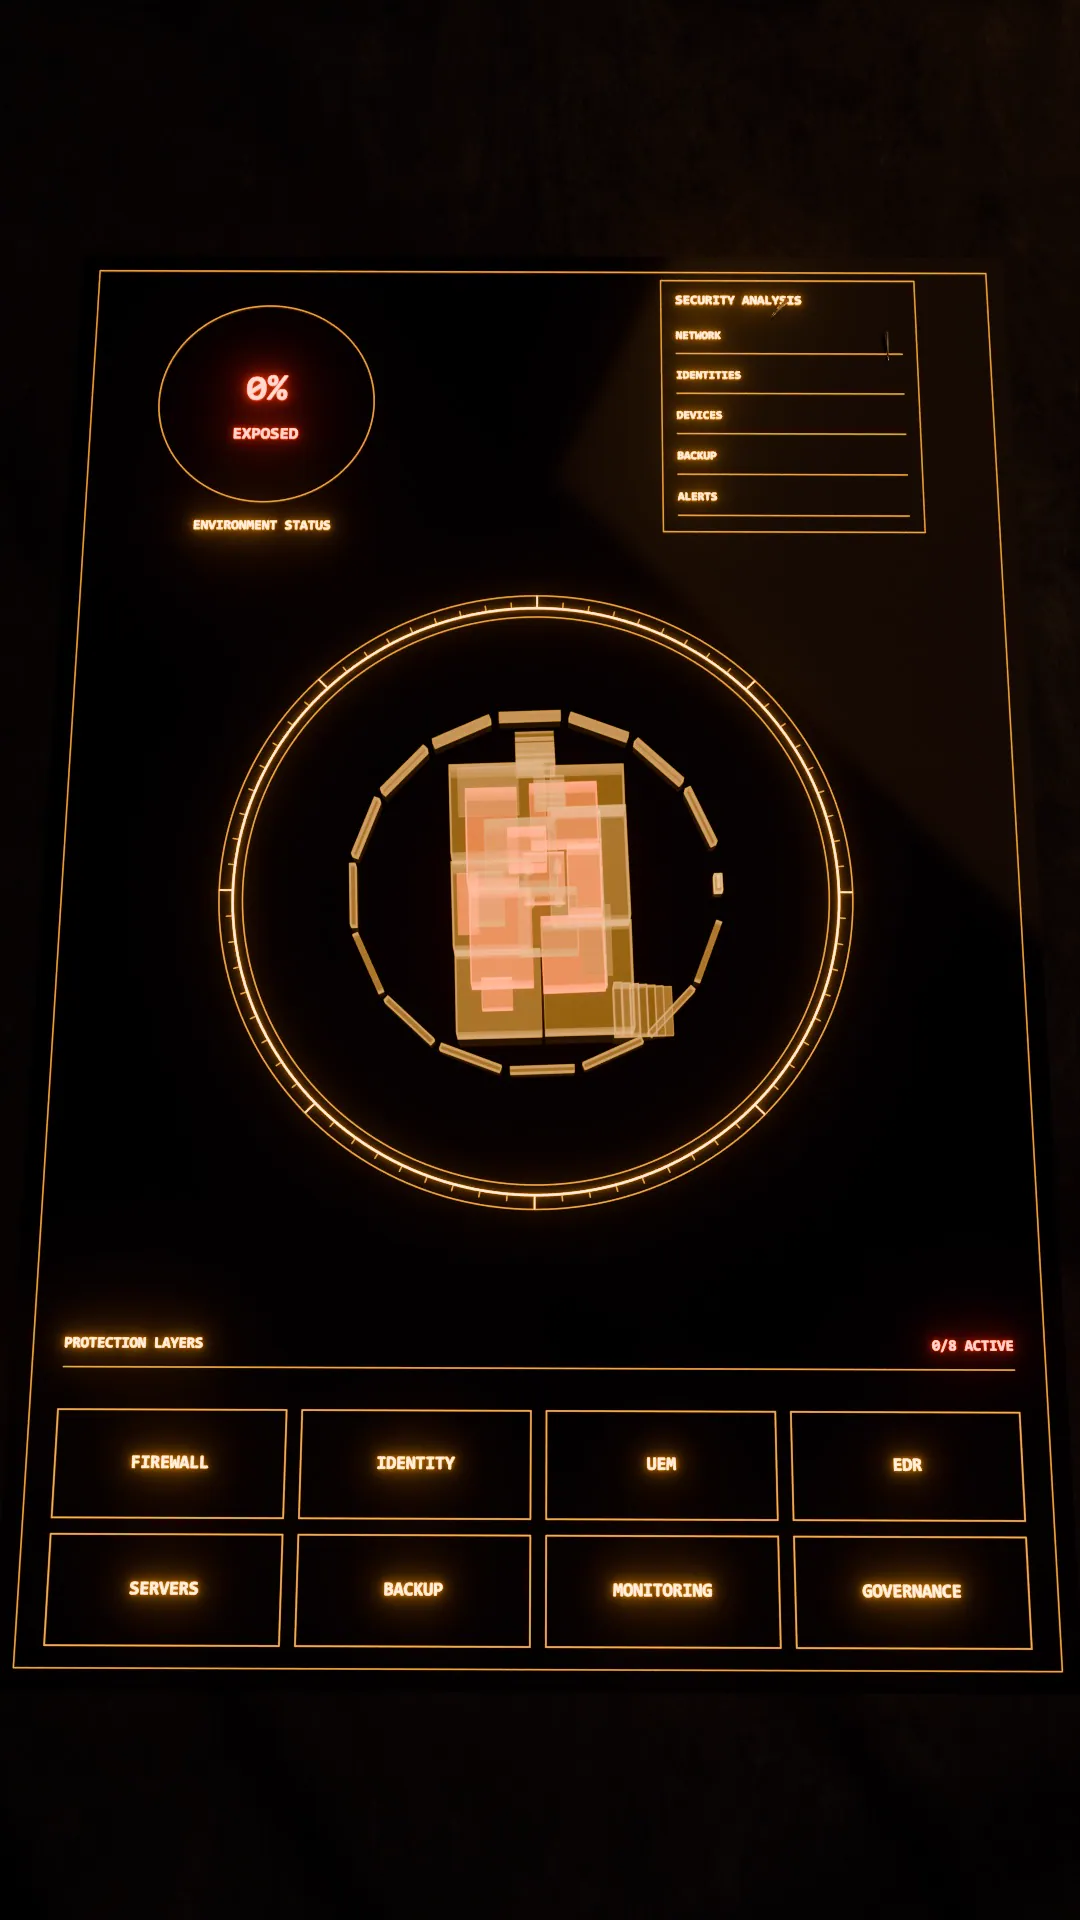 0%
EXPOSED
ENVIRONMENT STATUS
SECURITY ANALYSIS
NETWORK
IDENTITIES
DEVICES
BACKUP
ALERTS
PROTECTION LAYERS
0/8 ACTIVE
FIREWALL
IDENTITY
UEM
EDR
SERVERS
BACKUP
MONITORING
GOVERNANCE